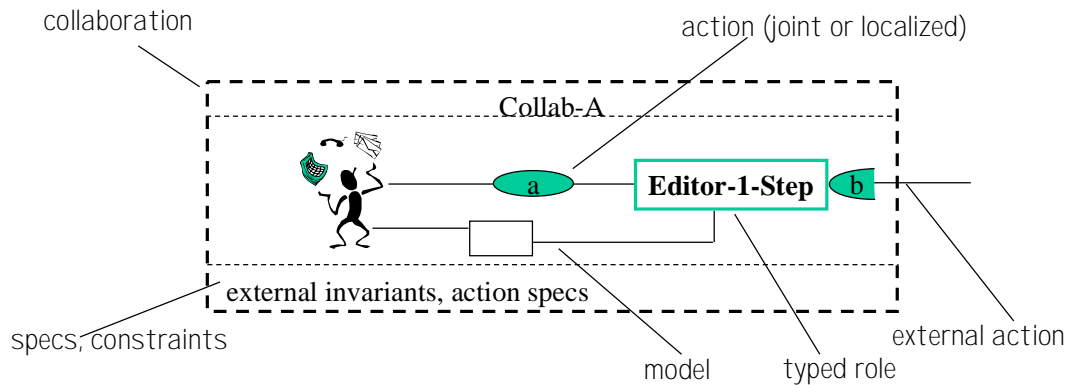 collaboration
action (joint or localized)
Collab-A
a
Editor-1-Step
b
external invariants, action specs
specs, constraints
external action
model
typed role